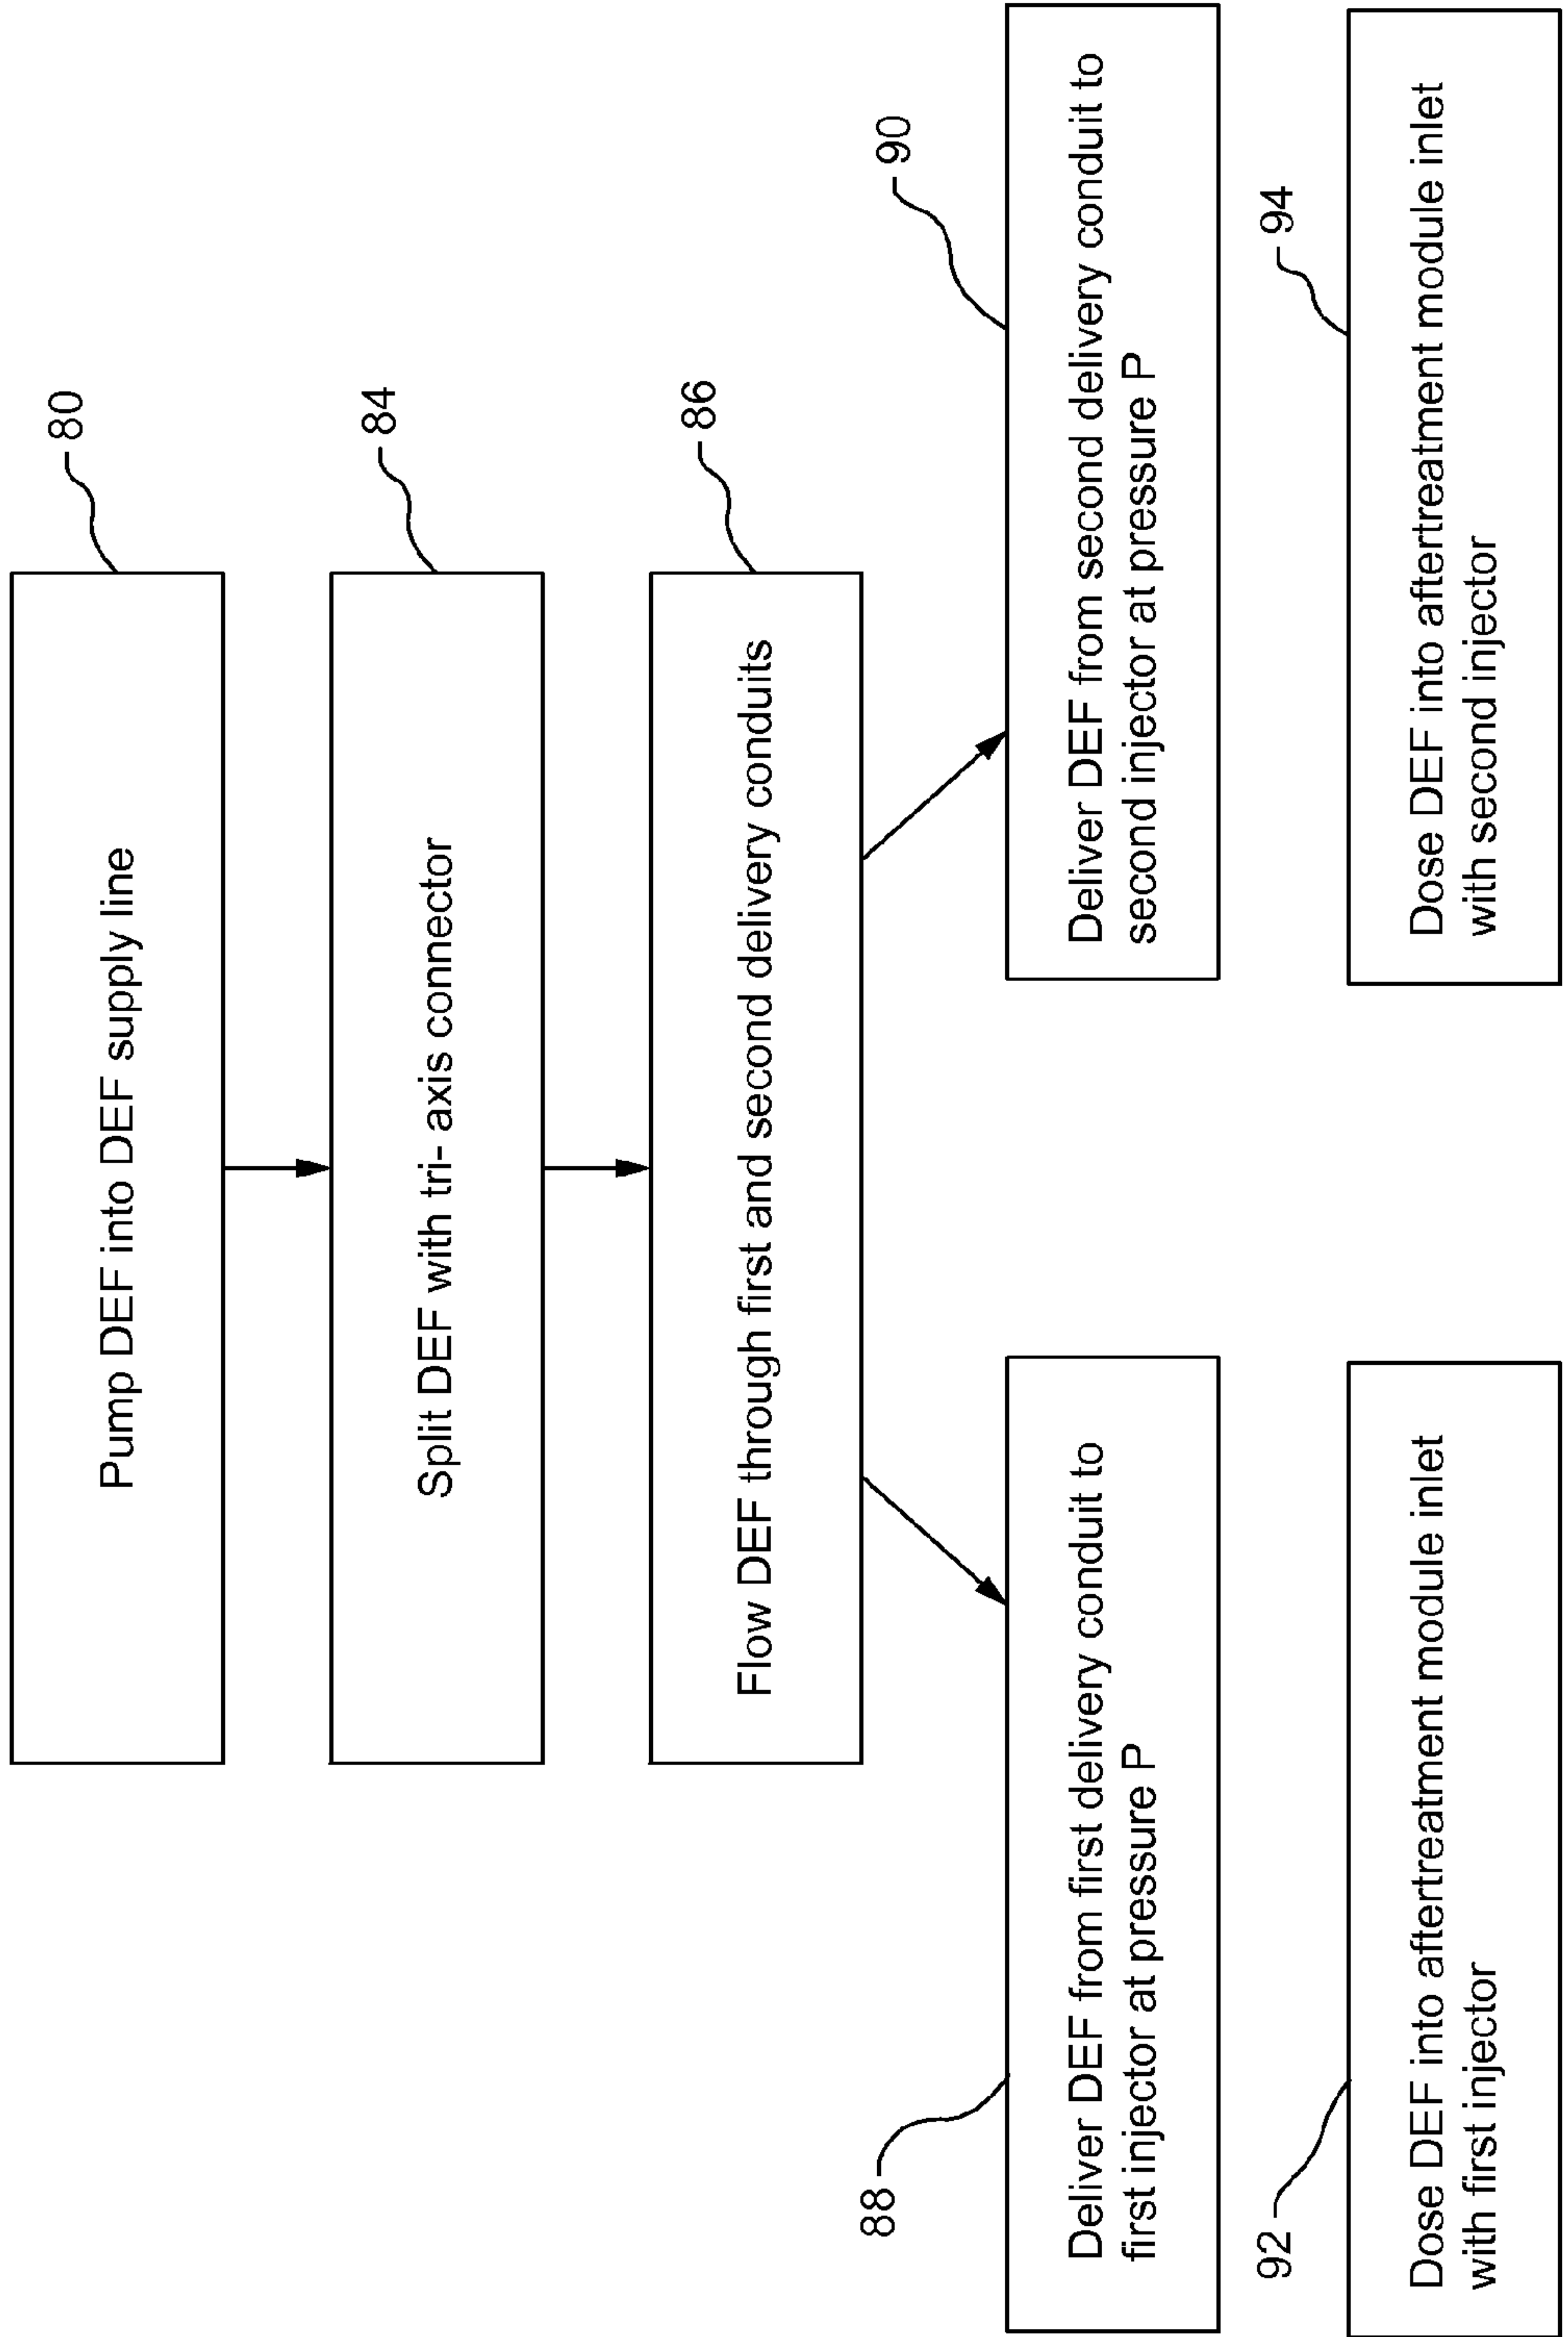 80
Pump DEF into DEF supply line
84
Split DEF with tri- axis connector
86
Flow DEF through first and second delivery conduits
88
Deliver DEF from first delivery conduit to
first injector at pressure P
90
Deliver DEF from second delivery conduit to
second injector at pressure P
92
Dose DEF into aftertreatment module inlet
with first injector
94
Dose DEF into aftertreatment module inlet
with second injector